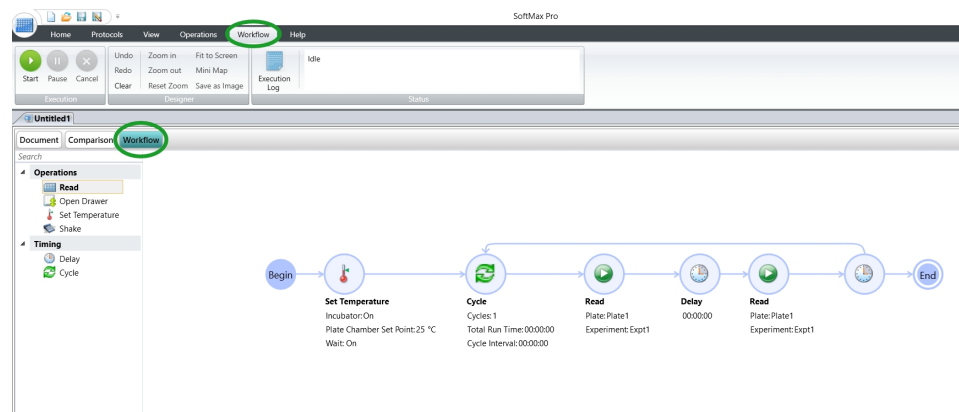 SoftMax Pro
Home Protocols View Operations Workflow Help
Start Pause Cancel
Execution
Undo Zoom in Fit to Screen
Redo Zoom out Mini Map
Clear Reset Zoom Save as Image
Designer
Execution Log
Idle
Status
Untitled1
Document Comparison Workflow
Search
Operations
Read
Open Drawer
Set Temperature
Shake
Timing
Delay
Cycle
Begin
Set Temperature
Incubator: On
Plate Chamber Set Point: 25 °C
Wait: On
Cycle
Cycles: 1
Total Run Time: 00:00:00
Cycle Interval: 00:00:00
Read
Plate: Plate1
Experiment: Expt1
Delay
00:00:00
Read
Plate: Plate1
Experiment: Expt1
End